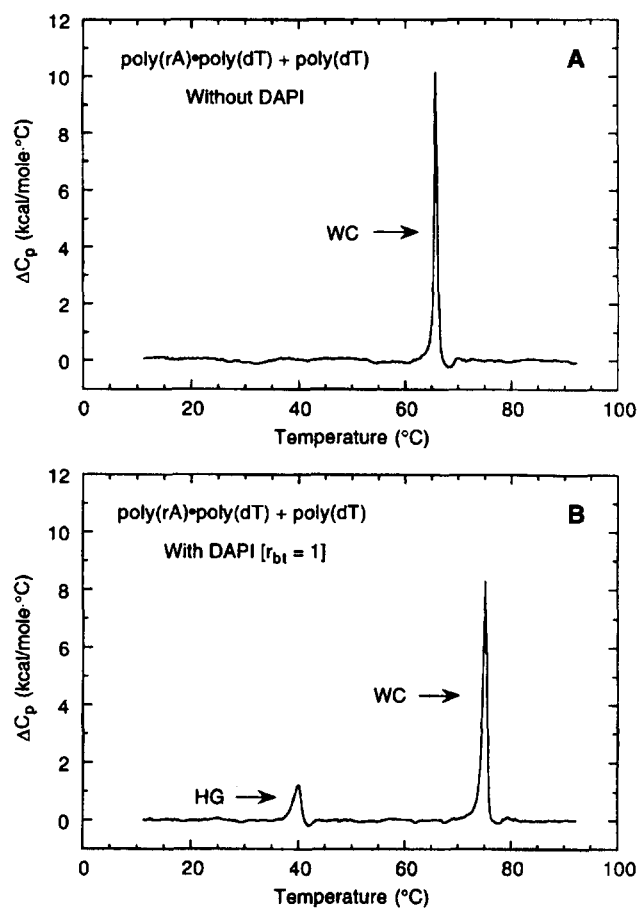 A
poly(rA)•poly(dT) + poly(dT)
Without DAPI
WC
ΔCp (kcal/mole·°C)
12
10
8
6
4
2
0
0 20 40 60 80 100
Temperature (°C)
B
poly(rA)•poly(dT) + poly(dT)
With DAPI [rbt = 1]
WC
HG
ΔCp (kcal/mole·°C)
12
10
8
6
4
2
0
0 20 40 60 80 100
Temperature (°C)